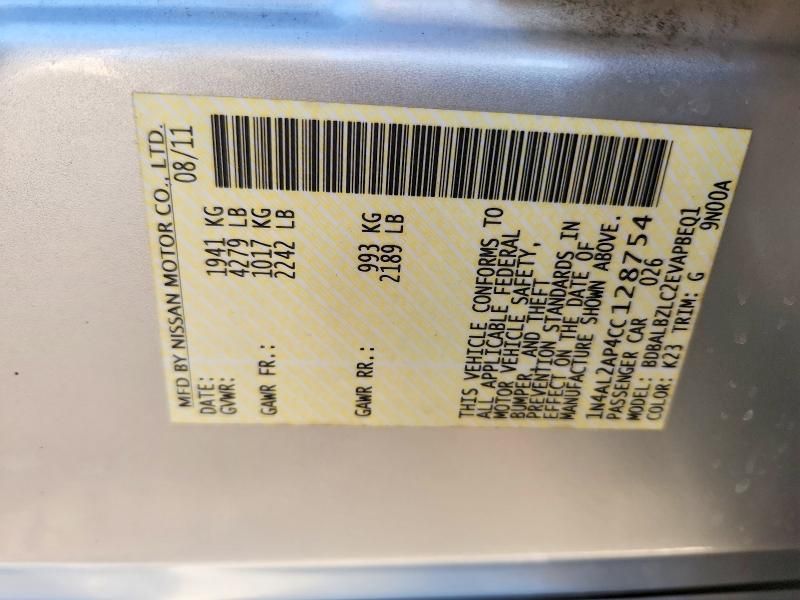 MFD BY NISSAN MOTOR CO., LTD.
DATE: 08/11
GVWR: 1941 KG
4279 LB
GAWR FR.: 1017 KG
2242 LB
GAWR RR.: 993 KG
2189 LB
THIS VEHICLE CONFORMS TO
ALL APPLICABLE FEDERAL
MOTOR VEHICLE SAFETY,
BUMPER, AND THEFT
PREVENTION STANDARDS IN
EFFECT ON THE DATE OF
MANUFACTURE SHOWN ABOVE.
1N4AL2AP4CC128754
PASSENGER CAR 026
MODEL: BDBALBZLC2EVAPBEQ1
COLOR: K23 TRIM: G 9N00A